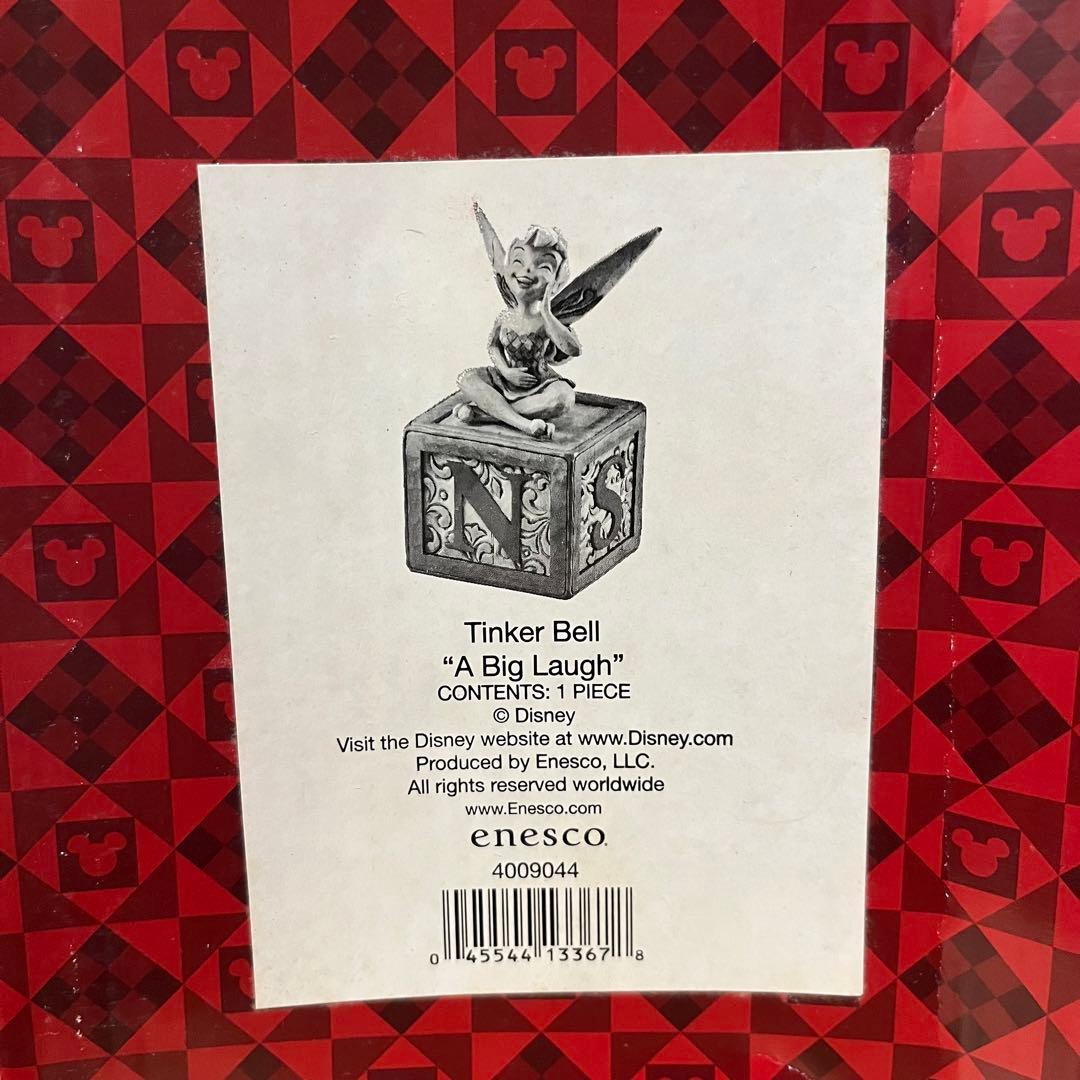 N S
Tinker Bell
“A Big Laugh”
CONTENTS: 1 PIECE
© Disney
Visit the Disney website at www.Disney.com
Produced by Enesco, LLC.
All rights reserved worldwide
www.Enesco.com
enesco.
4009044
0 45544 13367 8